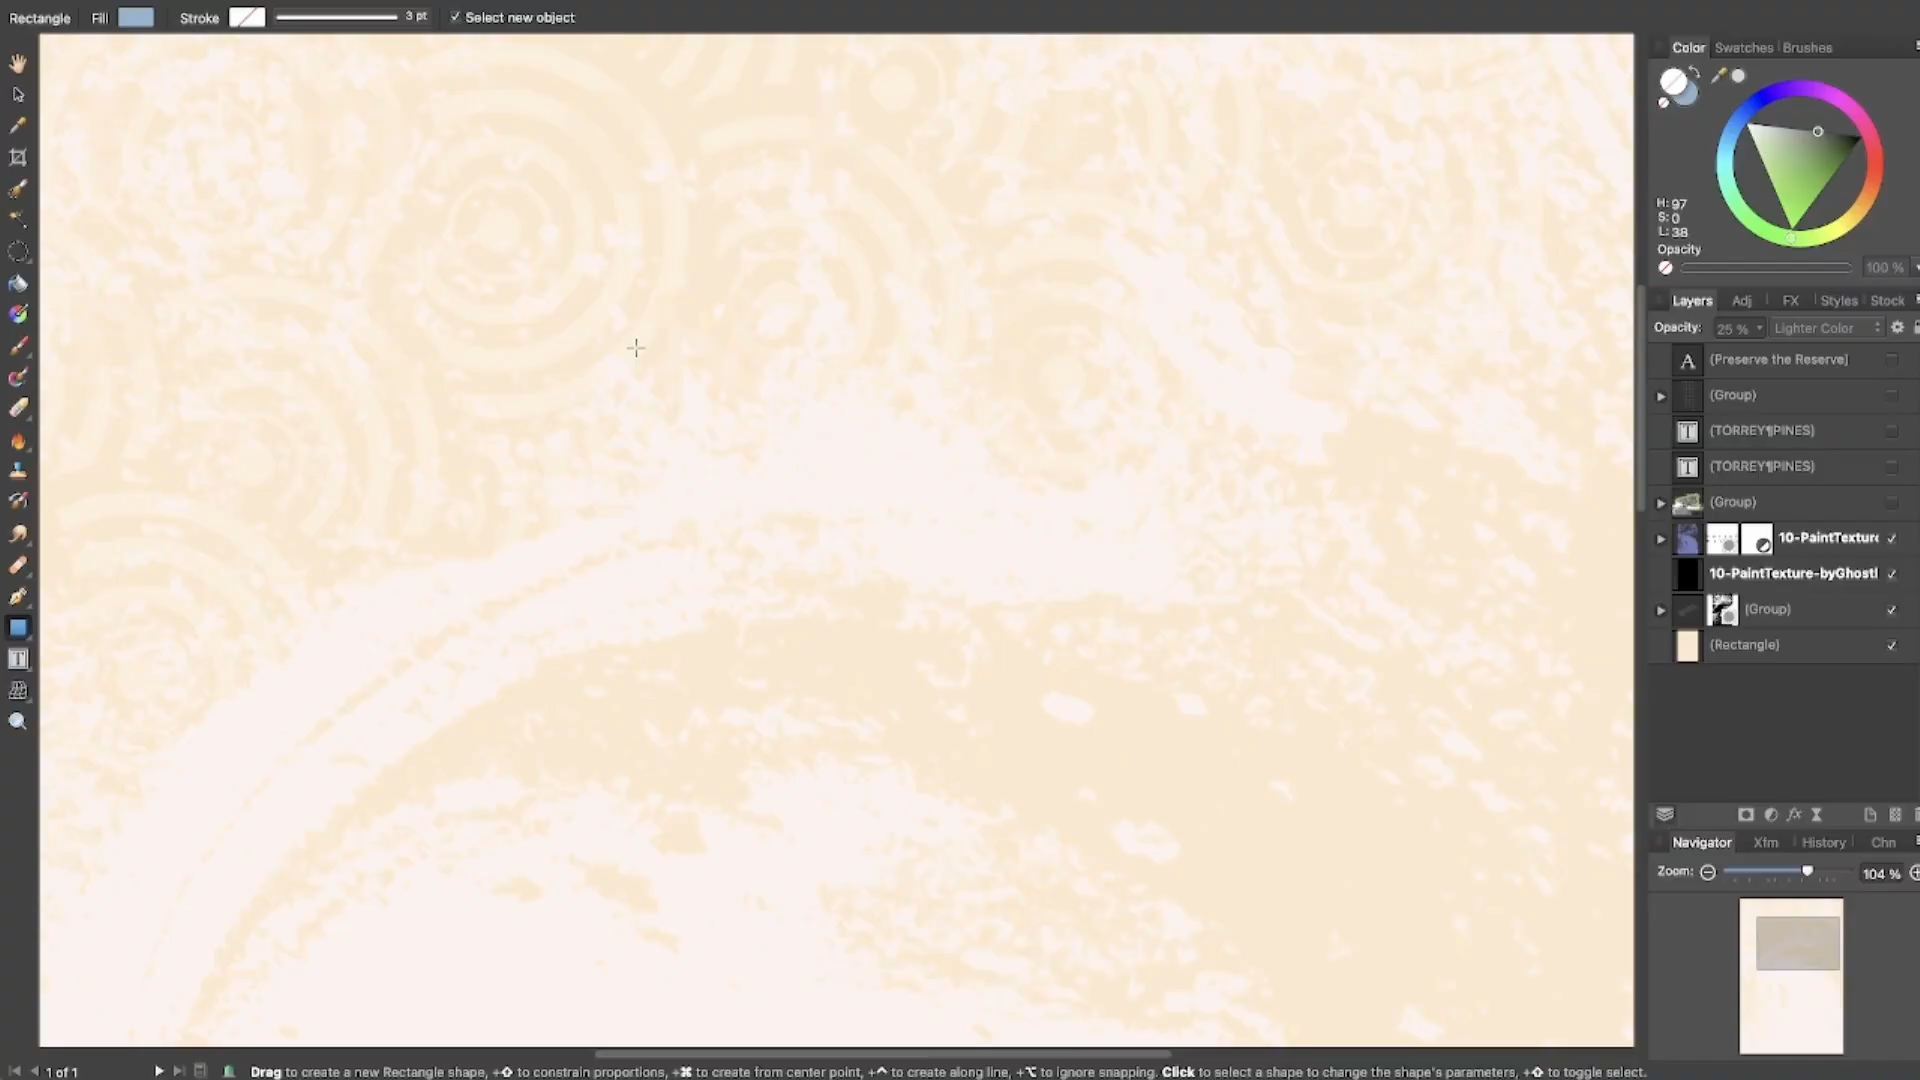 Rectangle Fill Stroke 3 pt Select new object
Color Swatches Brushes
H: 97
S: 0
L: 38
Opacity
100 %
Layers Adj FX Styles Stock
Opacity: 25 % Lighter Color
A (Preserve the Reserve)
(Group)
T (TORREY¶PINES)
T (TORREY¶PINES)
(Group)
10-PaintTexture
10-PaintTexture-byGhostl
(Group)
(Rectangle)
Navigator Xfm History Chn
Zoom: 104 %
1 of 1 Drag to create a new Rectangle shape, +⇧ to constrain proportions, +⌘ to create from center point, +^ to create along line, +⌥ to ignore snapping. Click to select a shape to change the shape's parameters, +⇧ to toggle select.